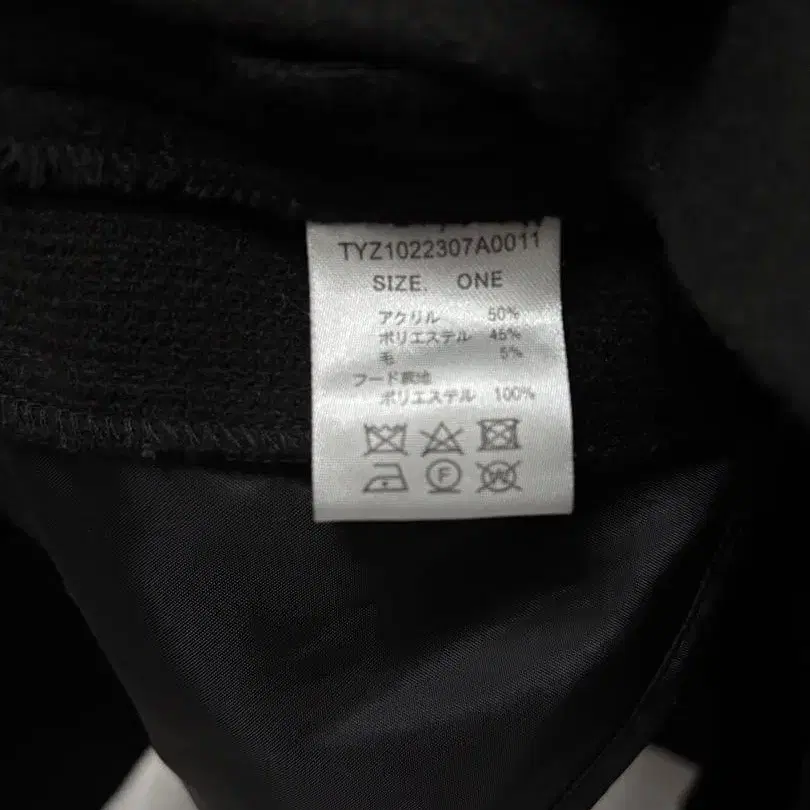 TYZ1022307A0011
SIZE. ONE
アクリル 50%
ポリエステル 45%
毛 5%
フード裏地
ポリエステル 100%
F
W